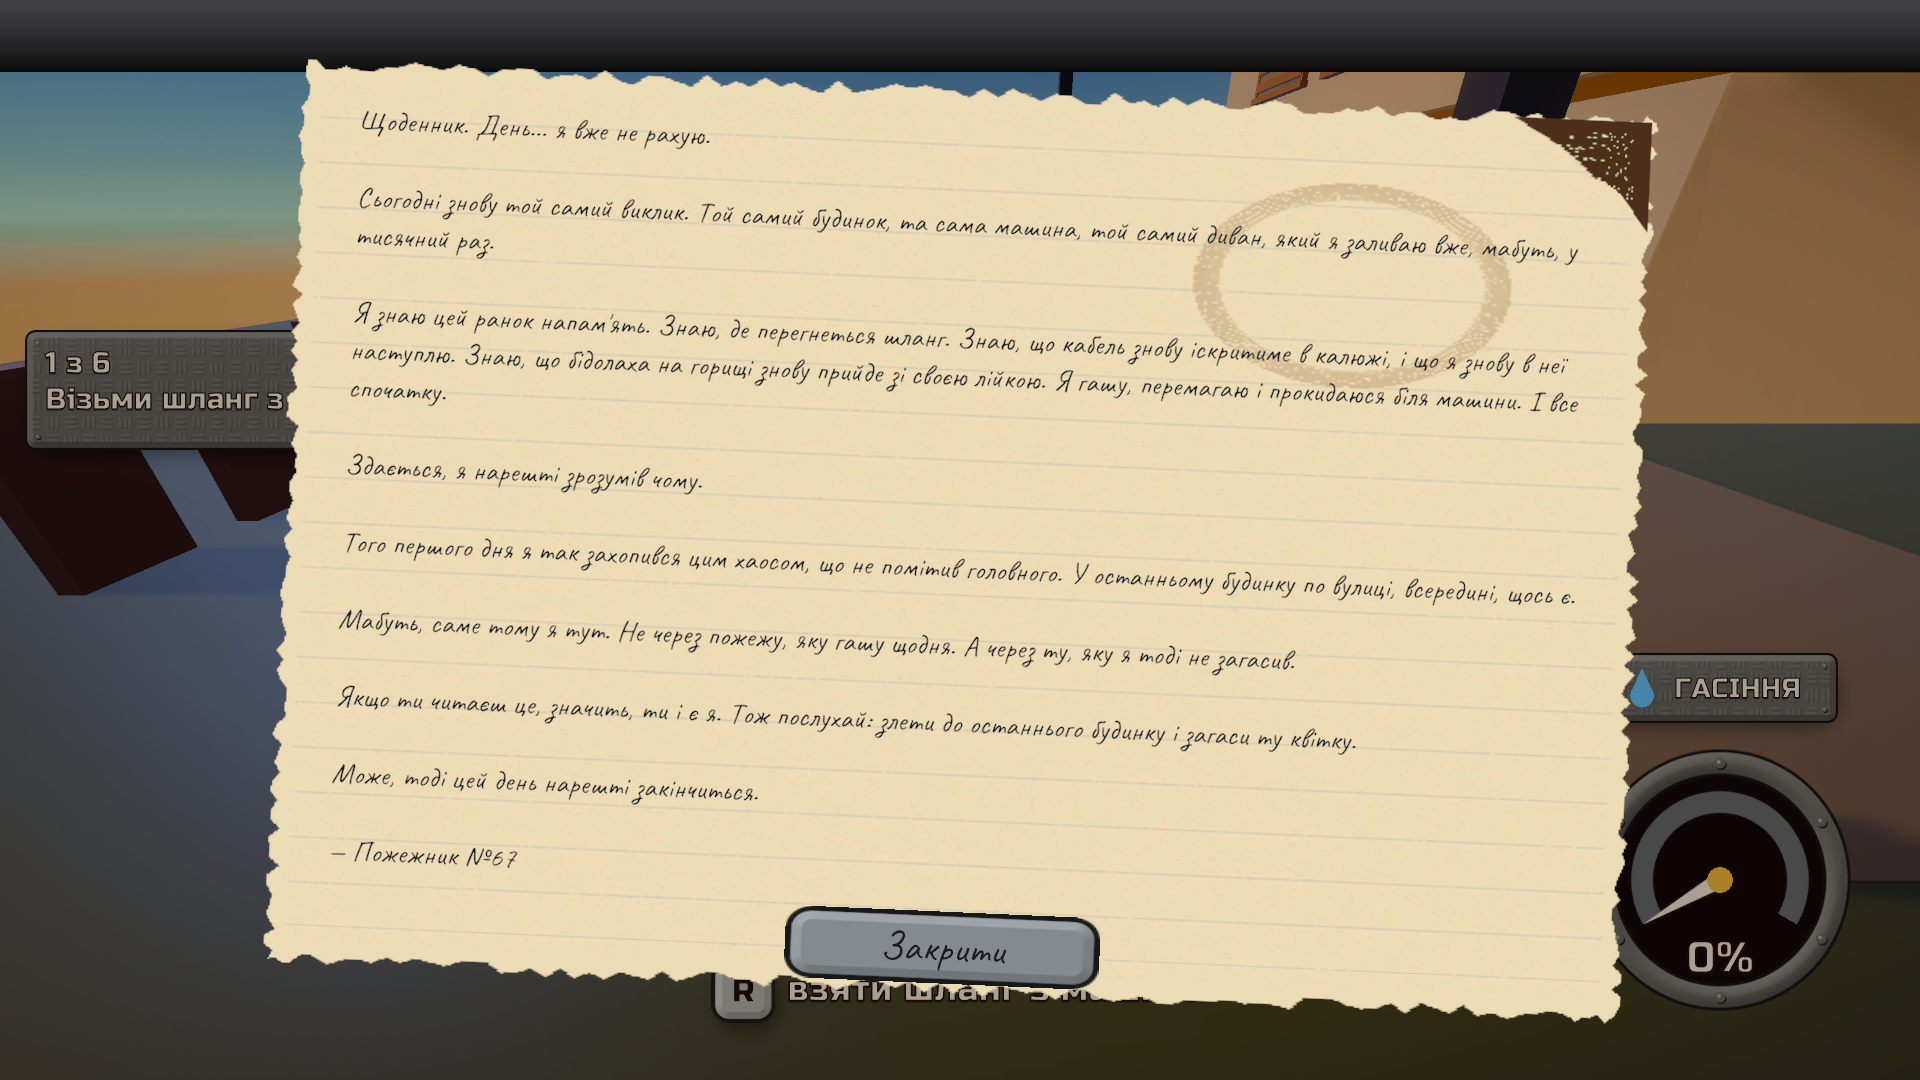 Щоденник. День... я вже не рахую.
Сьогодні знову той самий виклик. Той самий будинок, та сама машина, той самий диван, який я заливаю вже, мабуть, у
тисячний раз.
Я знаю цей ранок напам'ять. Знаю, де перегнеться шланг. Знаю, що кабель знову іскритиме в калюжі, і що я знову в неї
наступлю. Знаю, що бідолаха на горищі знову прийде зі своєю лійкою. Я гашу, перемагаю і прокидаюся біля машини. І все
спочатку.
Здається, я нарешті зрозумів чому.
Того першого дня я так захопився цим хаосом, що не помітив головного. У останньому будинку по вулиці, всередині, щось є.
Мабуть, саме тому я тут. Не через пожежу, яку гашу щодня. А через ту, яку я тоді не загасив.
Якщо ти читаєш це, значить, ти і є я. Тож послухай: злети до останнього будинку і загаси ту квітку.
Може, тоді цей день нарешті закінчиться.
— Пожежник №67
Закрити
1 з 6
Візьми шланг з
ГАСІННЯ
0%
R взяти шланг з